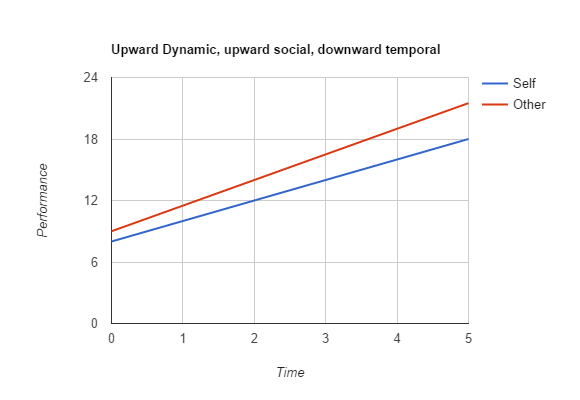 Upward Dynamic, upward social, downward temporal
24
18
12
6
0
Performance
0 1 2 3 4 5
Time
Self
Other